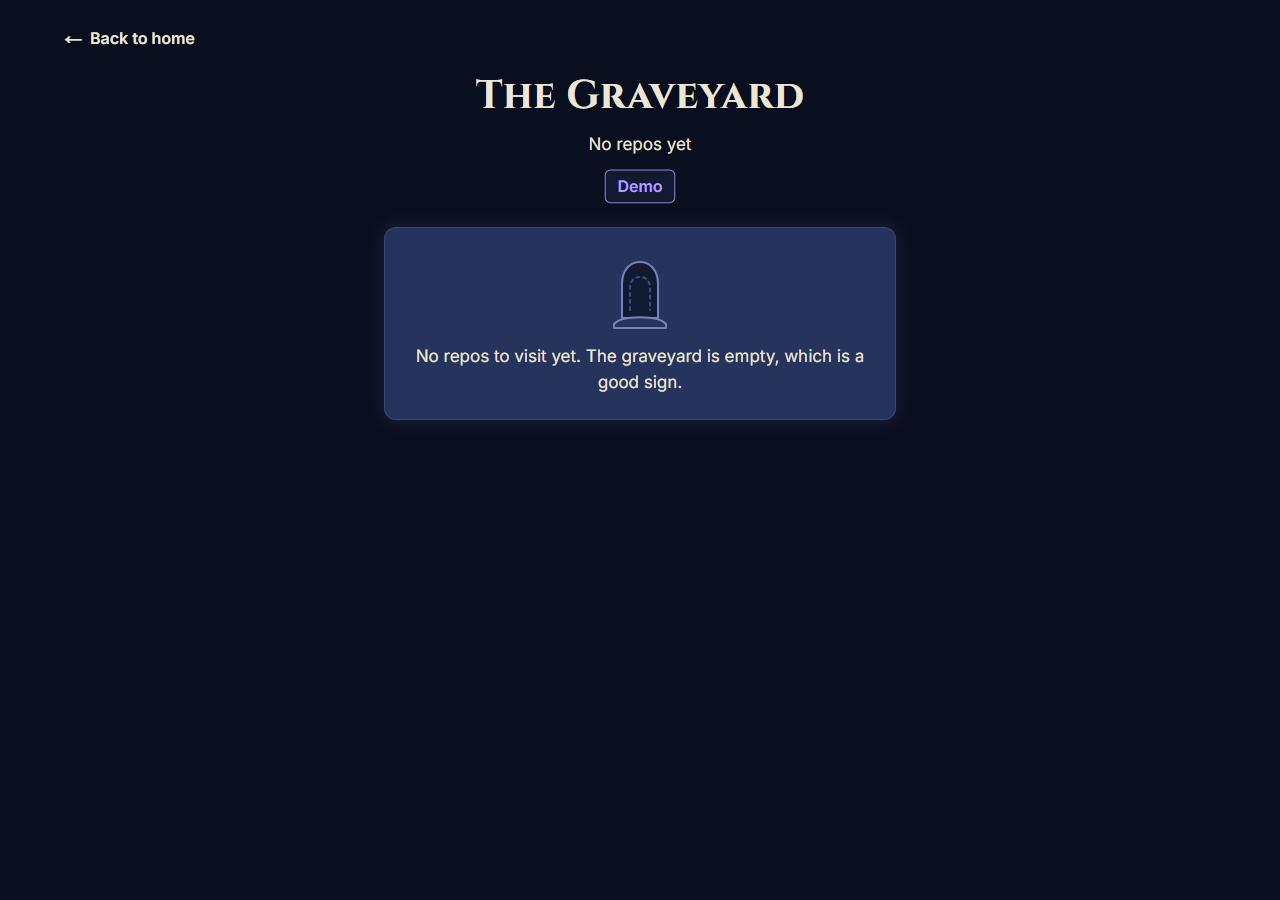 ← Back to home
The Graveyard
No repos yet
Demo
No repos to visit yet. The graveyard is empty, which is a
good sign.